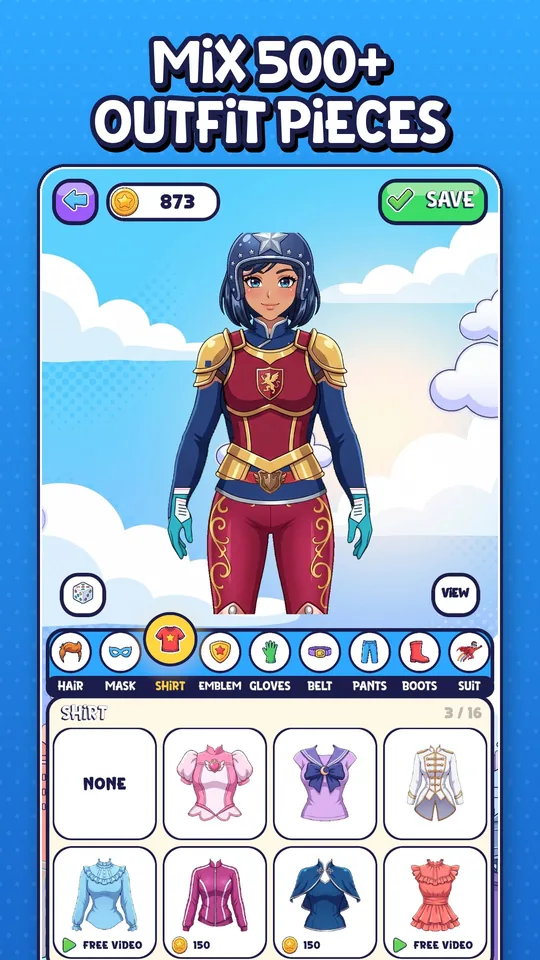 MiX 500+
OUTFiT PiECES
873
SAVE
VIEW
HAIR MASK SHIRT EMBLEM GLOVES BELT PANTS BOOTS SUIT
SHIRT 3 / 16
NONE
FREE VIDEO 150 150 FREE VIDEO